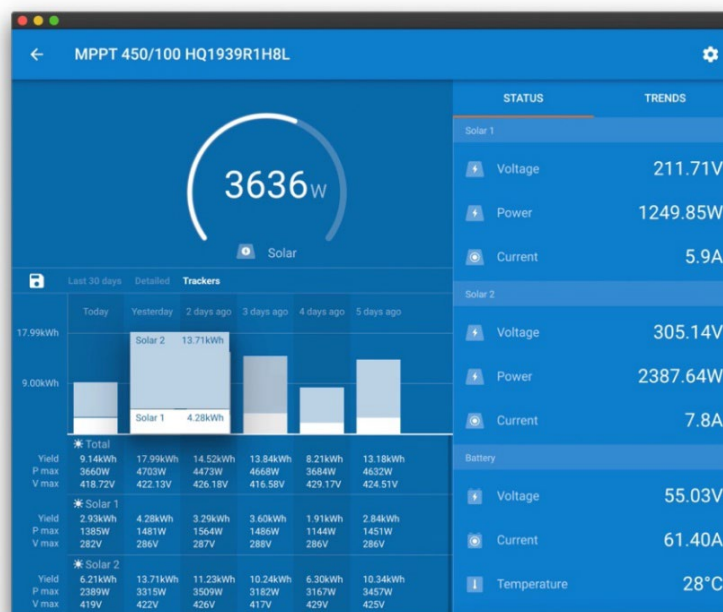 MPPT 450/100 HQ1939R1H8L
3636W
Solar
Last 30 days Detailed Trackers
Today Yesterday 2 days ago 3 days ago 4 days ago 5 days ago
17.99kWh
9.00kWh
Solar 2 13.71kWh
Solar 1 4.28kWh
Total
Yield 9.14kWh 17.99kWh 14.52kWh 13.84kWh 8.21kWh 13.18kWh
P max 3660W 4703W 4473W 4668W 3684W 4632W
V max 418.72V 422.13V 426.18V 416.58V 429.17V 424.51V
Solar 1
Yield 2.93kWh 4.28kWh 3.29kWh 3.60kWh 1.91kWh 2.84kWh
P max 1385W 1481W 1564W 1486W 1144W 1451W
V max 282V 286V 287V 288V 286V 286V
Solar 2
Yield 6.21kWh 13.71kWh 11.23kWh 10.24kWh 6.30kWh 10.34kWh
P max 2389W 3315W 3509W 3182W 3167W 3457W
V max 419V 422V 426V 417V 429V 425V
STATUS TRENDS
Solar 1
Voltage 211.71V
Power 1249.85W
Current 5.9A
Solar 2
Voltage 305.14V
Power 2387.64W
Current 7.8A
Battery
Voltage 55.03V
Current 61.40A
Temperature 28°C